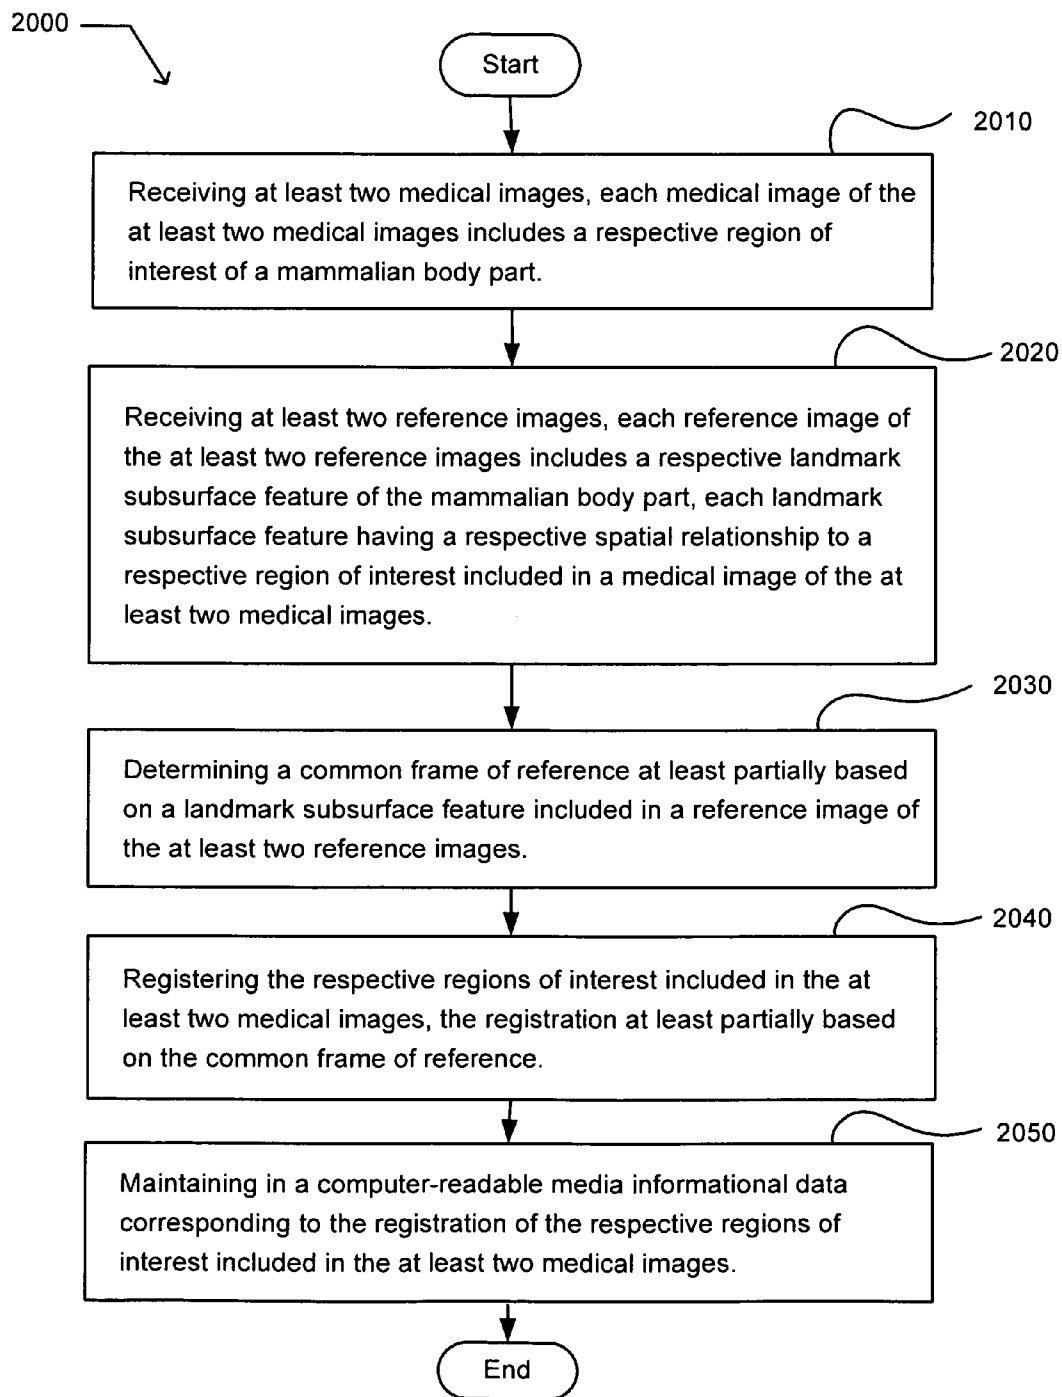 2000
Start
2010
Receiving at least two medical images, each medical image of the
at least two medical images includes a respective region of
interest of a mammalian body part.
2020
Receiving at least two reference images, each reference image of
the at least two reference images includes a respective landmark
subsurface feature of the mammalian body part, each landmark
subsurface feature having a respective spatial relationship to a
respective region of interest included in a medical image of the at
least two medical images.
2030
Determining a common frame of reference at least partially based
on a landmark subsurface feature included in a reference image of
the at least two reference images.
2040
Registering the respective regions of interest included in the at
least two medical images, the registration at least partially based
on the common frame of reference.
2050
Maintaining in a computer-readable media informational data
corresponding to the registration of the respective regions of
interest included in the at least two medical images.
End